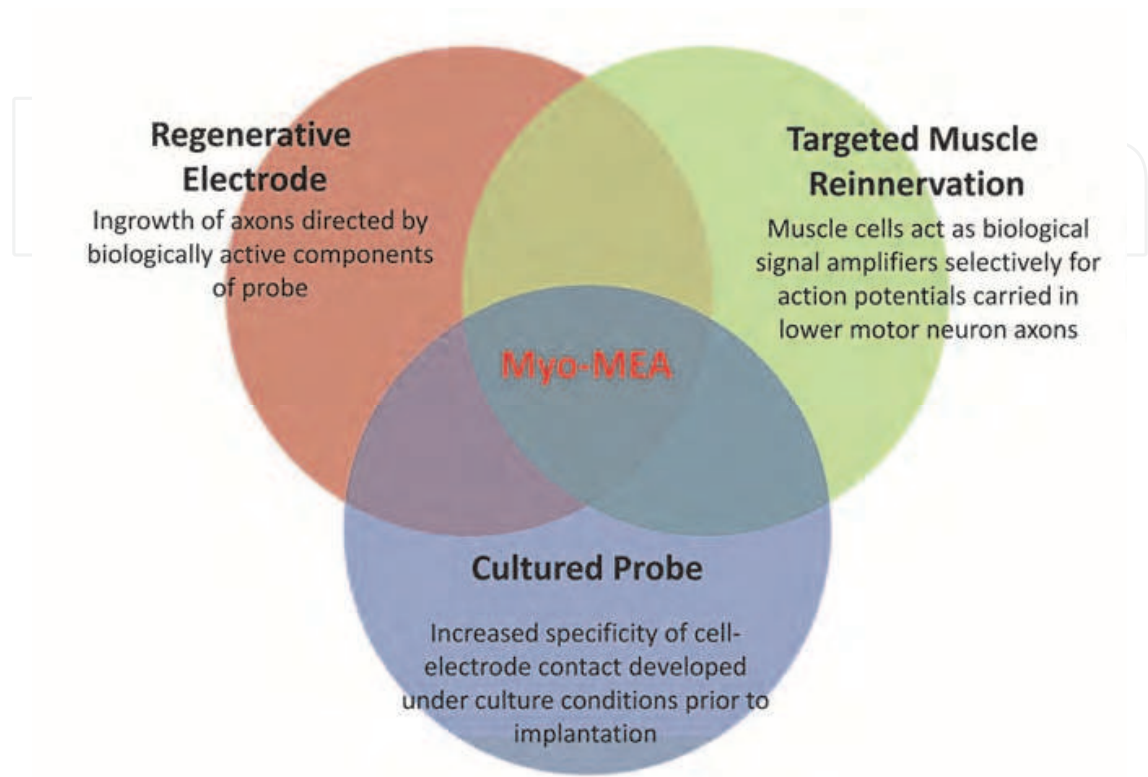 Regenerative
Electrode
Ingrowth of axons directed by
biologically active components
of probe
Targeted Muscle
Reinnervation
Muscle cells act as biological
signal amplifiers selectively for
action potentials carried in
lower motor neuron axons
Myo-MEA
Cultured Probe
Increased specificity of cell-
electrode contact developed
under culture conditions prior to
implantation